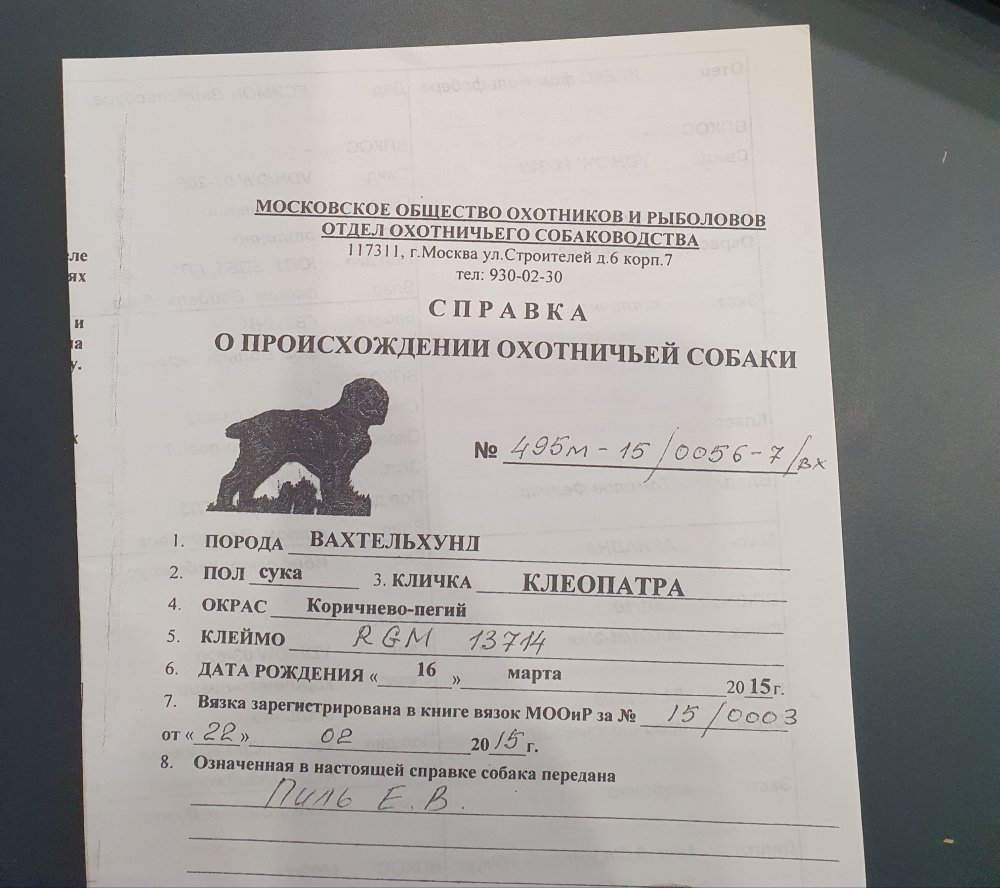 МОСКОВСКОЕ ОБЩЕСТВО ОХОТНИКОВ И РЫБОЛОВОВ
ОТДЕЛ ОХОТНИЧЬЕГО СОБАКОВОДСТВА
117311, г.Москва ул.Строителей д.6 корп.7
тел: 930-02-30
СПРАВКА
О ПРОИСХОЖДЕНИИ ОХОТНИЧЬЕЙ СОБАКИ
№ 495м-15/0056-7/вх
1. ПОРОДА ВАХТЕЛЬХУНД
2. ПОЛ сука 3. КЛИЧКА КЛЕОПАТРА
4. ОКРАС Коричнево-пегий
5. КЛЕЙМО RGM 13714
6. ДАТА РОЖДЕНИЯ « 16 » марта 2015г.
7. Вязка зарегистрирована в книге вязок МООиР за № 15/0003
от « 22 » 02 2015 г.
8. Означенная в настоящей справке собака передана
Пиль Е.В.